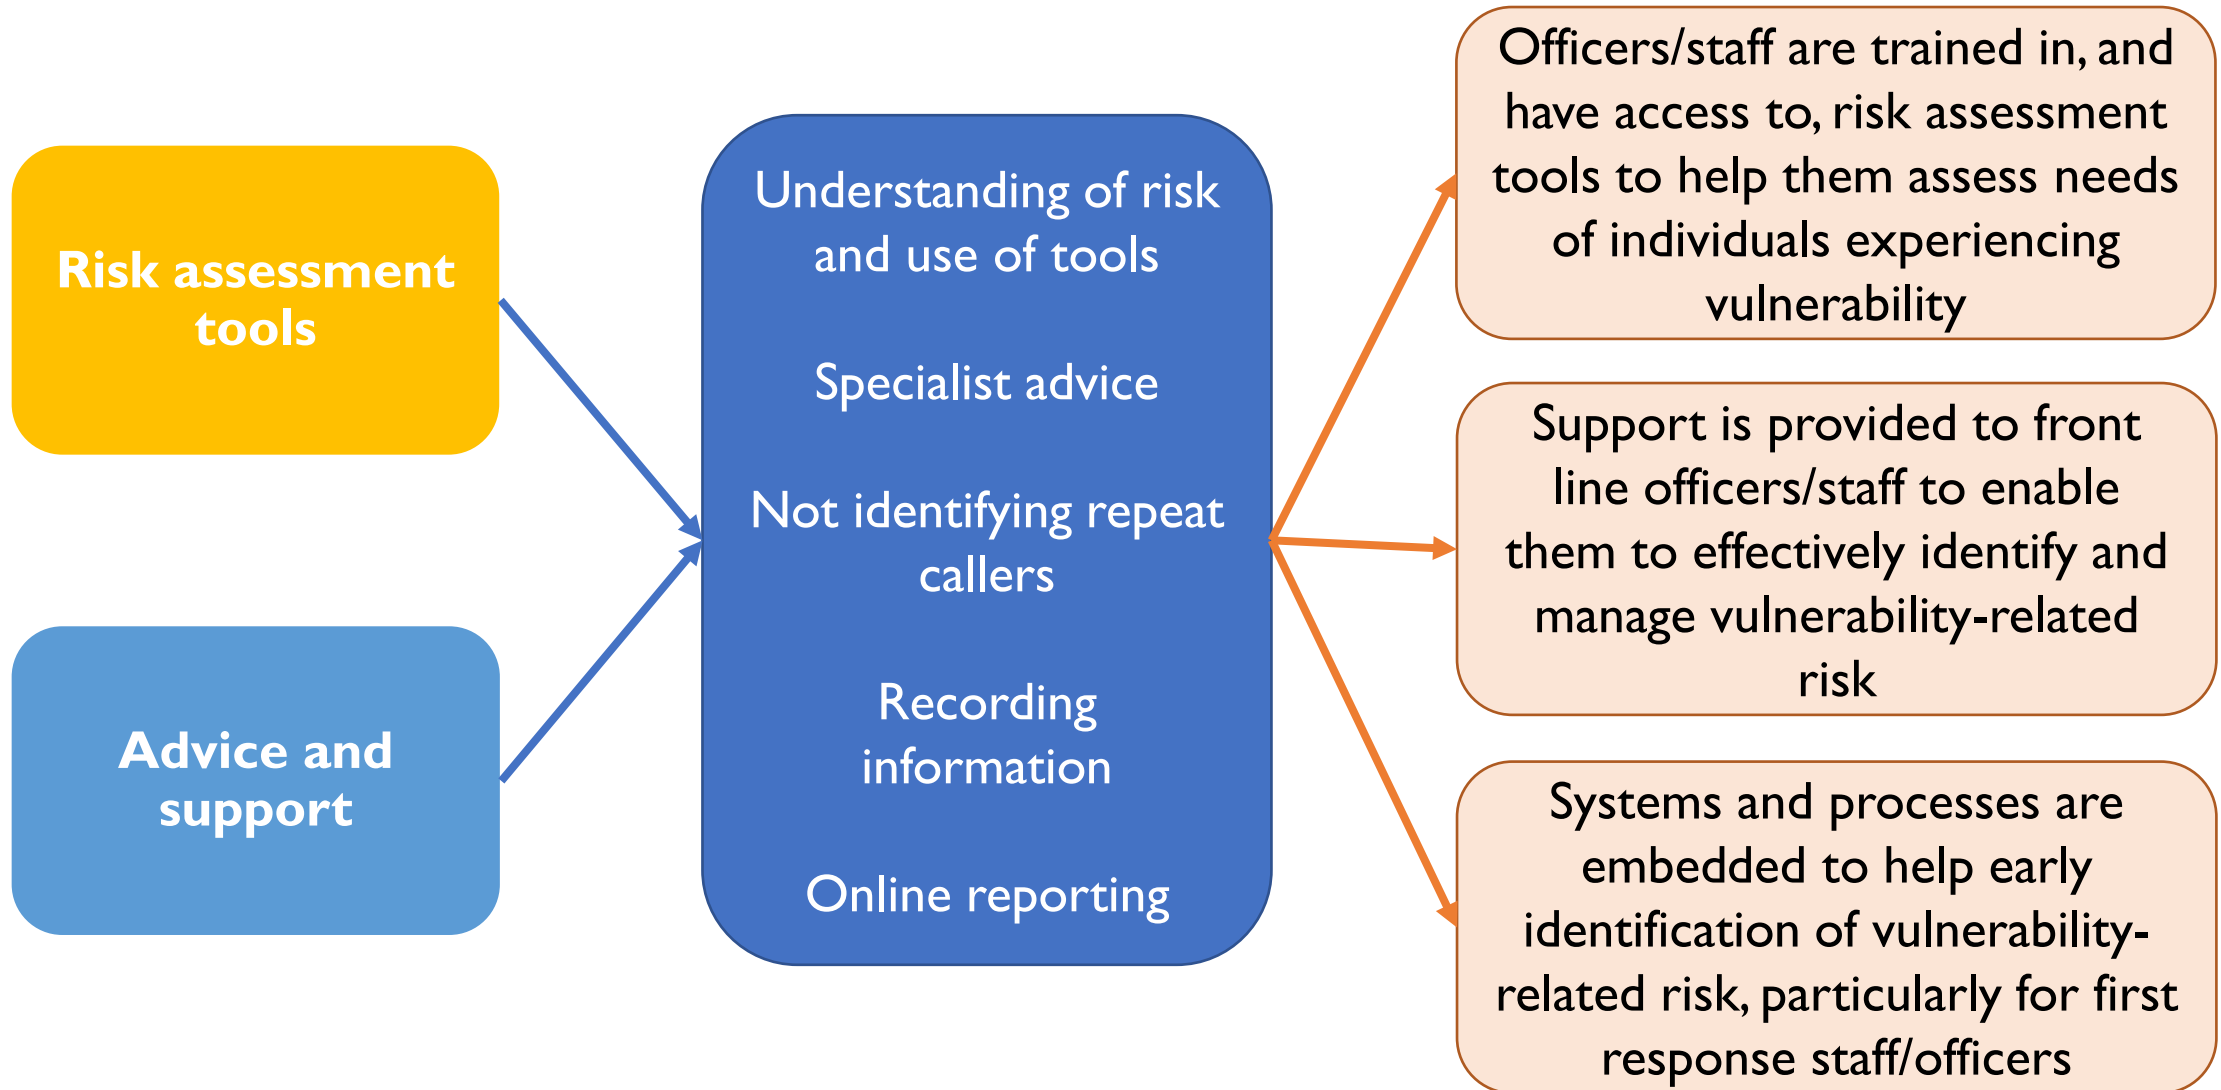 Risk assessment
tools
Advice and
support
Understanding of risk
and use of tools
Specialist advice
Not identifying repeat
callers
Recording
information
Online reporting
Officers/staff are trained in, and
have access to, risk assessment
tools to help them assess needs
of individuals experiencing
vulnerability
Support is provided to front
line officers/staff to enable
them to effectively identify and
manage vulnerability-related
risk
Systems and processes are
embedded to help early
identification of vulnerability-
related risk, particularly for first
response staff/officers